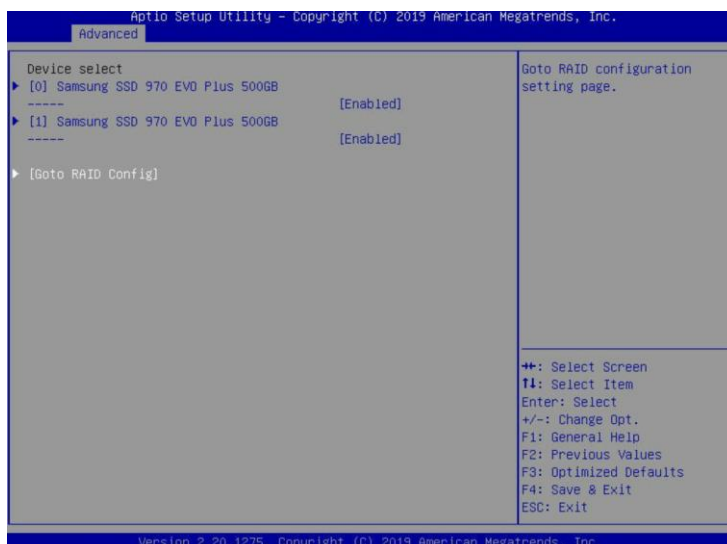 Aptio Setup Utility – Copyright (C) 2019 American Megatrends, Inc.
Advanced
Device select
[0] Samsung SSD 970 EVO Plus 500GB
----- [Enabled]
[1] Samsung SSD 970 EVO Plus 500GB
----- [Enabled]
[Goto RAID Config]
Goto RAID configuration
setting page.
→←: Select Screen
↑↓: Select Item
Enter: Select
+/-: Change Opt.
F1: General Help
F2: Previous Values
F3: Optimized Defaults
F4: Save & Exit
ESC: Exit
Version 2.20.1275. Copyright (C) 2019 American Megatrends, Inc.